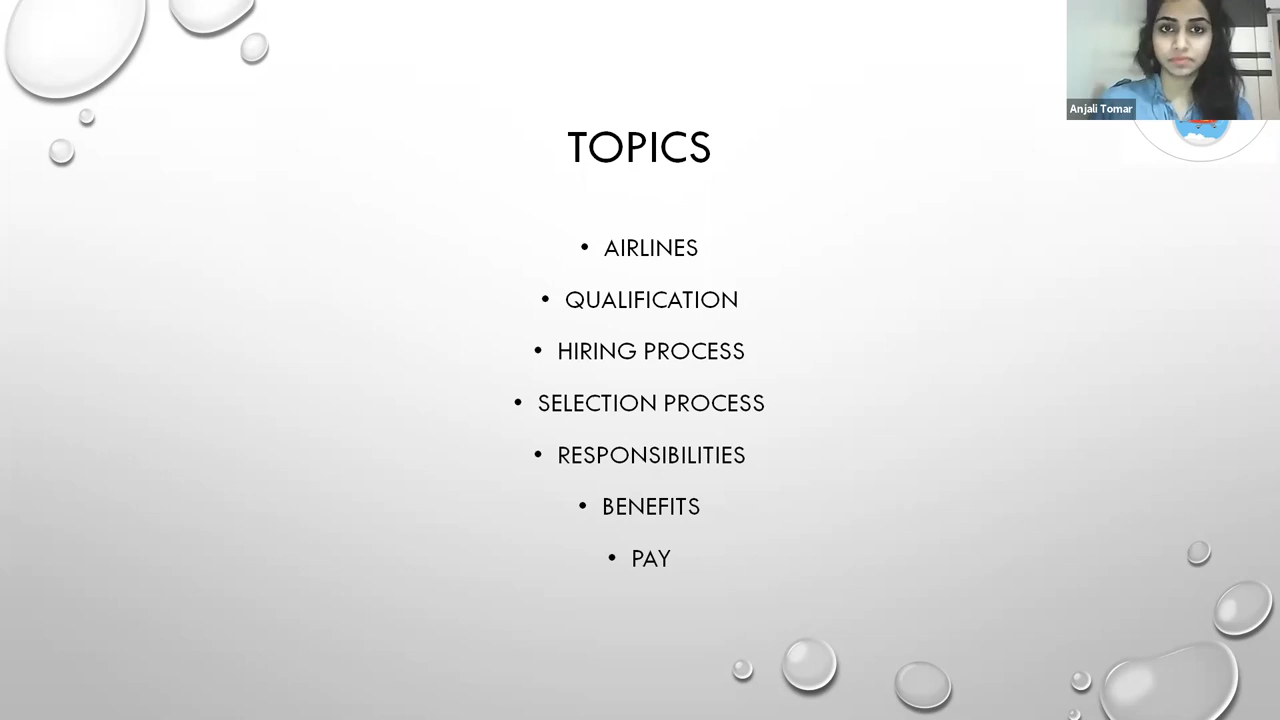 Anjali Tomar
TOPICS
• AIRLINES
• QUALIFICATION
• HIRING PROCESS
• SELECTION PROCESS
• RESPONSIBILITIES
• BENEFITS
• PAY